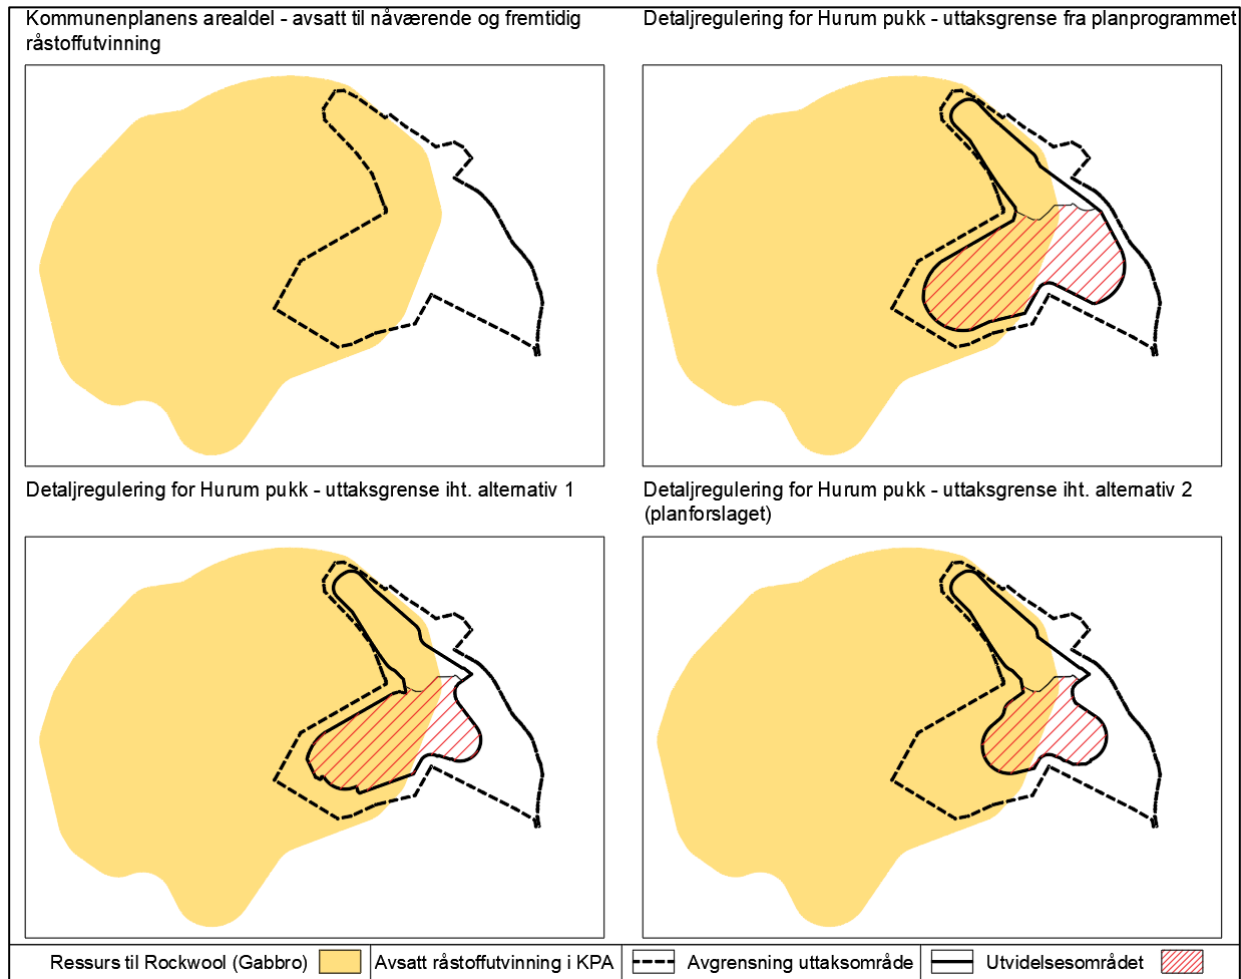 Kommunenplanens arealdel - avsatt til nåværende og fremtidig
råstoffutvinning
Detaljregulering for Hurum pukk - uttaksgrense fra planprogrammet
Detaljregulering for Hurum pukk - uttaksgrense iht. alternativ 1
Detaljregulering for Hurum pukk - uttaksgrense iht. alternativ 2
(planforslaget)
Ressurs til Rockwool (Gabbro)
Avsatt råstoffutvinning i KPA
Avgrensning uttaksområde
Utvidelsesområdet